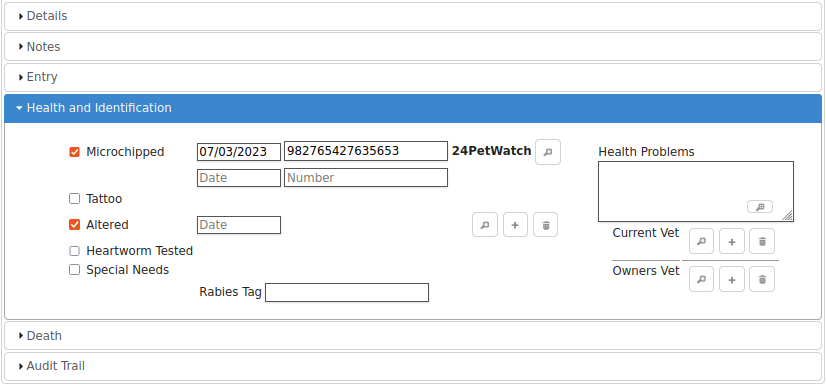 Details
Notes
Entry
Health and Identification
Microchipped 07/03/2023 982765427635653 24PetWatch
Date Number
Tattoo
Altered Date
Heartworm Tested
Special Needs
Rabies Tag
Health Problems
Current Vet
Owners Vet
Death
Audit Trail